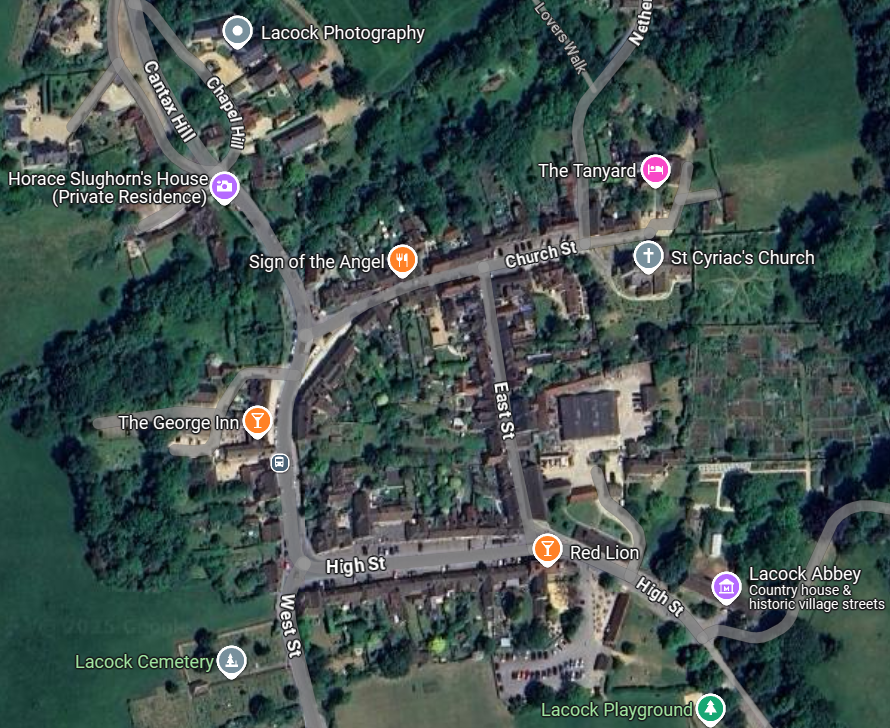 Lacock Photography
Lovers Walk
Nether
Cantax Hill
Chapel Hill
The Tanyard
Horace Slughorn's House
(Private Residence)
Church St
Sign of the Angel
St Cyriac's Church
East St
The George Inn
Red Lion
High St
High St
Lacock Abbey
Country house &
historic village streets
West St
Lacock Cemetery
Lacock Playground